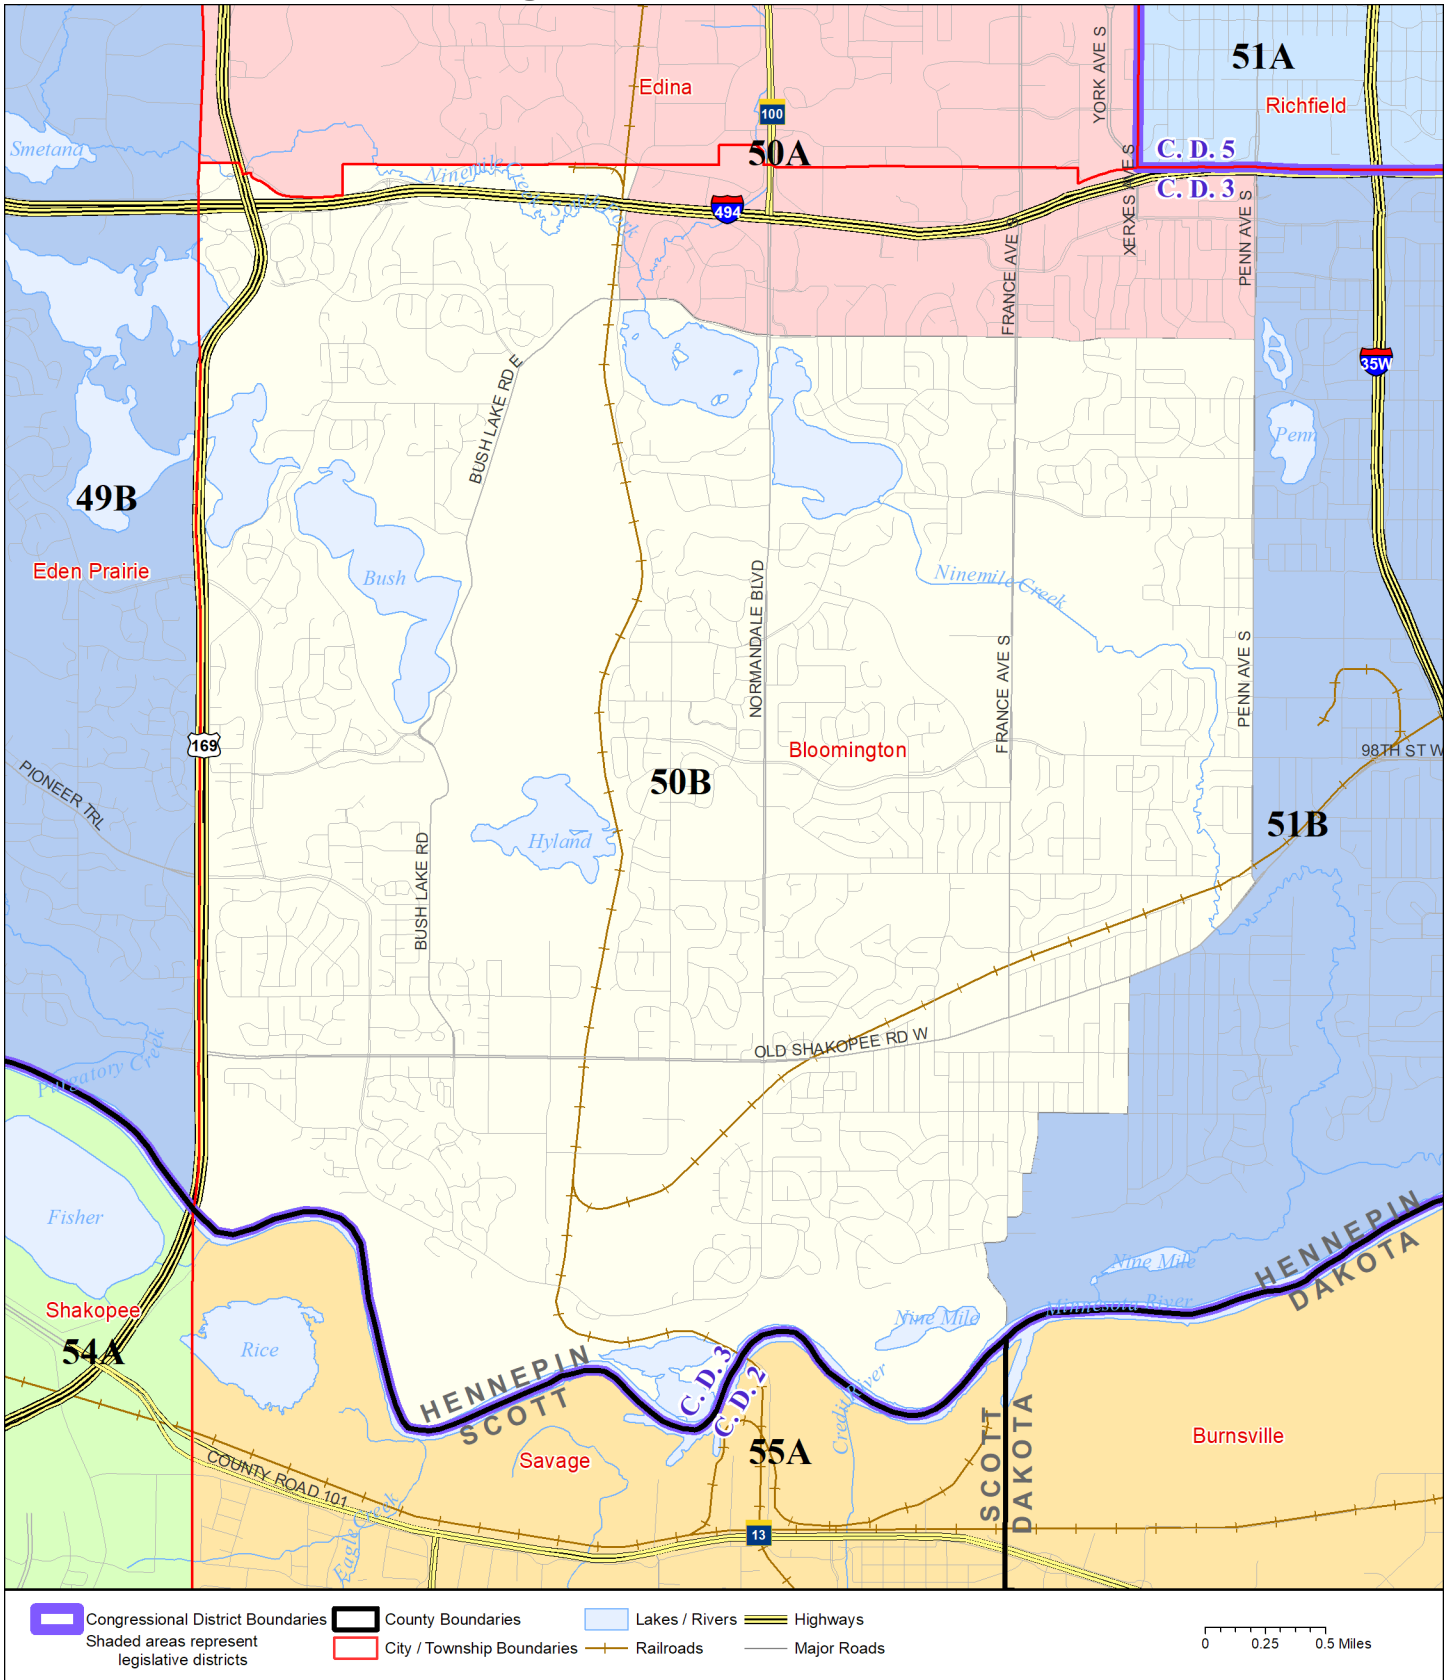 Edina
YORK AVE S
51A
Richfield
100
Smetana
50A
C. D. 5
C. D. 3
Ninemile Creek South Fork
XERXES AVE S
494
PENN AVE S
FRANCE AVE S
BUSH LAKE RD E
35W
Penn
49B
Eden Prairie
Bush
NORMANDALE BLVD
Ninemile Creek
FRANCE AVE S
PENN AVE S
169
Bloomington
98TH ST W
PIONEER TRL
50B
51B
Hyland
BUSH LAKE RD
OLD SHAKOPEE RD W
Purgatory Creek
Fisher
HENNEPIN
DAKOTA
Nine Mile
Minnesota River
Shakopee
Nine Mile
54A
Rice
HENNEPIN
SCOTT
C. D. 3
C. D. 2
Credit River
SCOTT
DAKOTA
Burnsville
Savage
55A
COUNTY ROAD 101
Eagle Creek
13
Congressional District Boundaries
County Boundaries
Lakes / Rivers
Highways
Shaded areas represent
legislative districts
City / Township Boundaries
Railroads
Major Roads
0 0.25 0.5 Miles